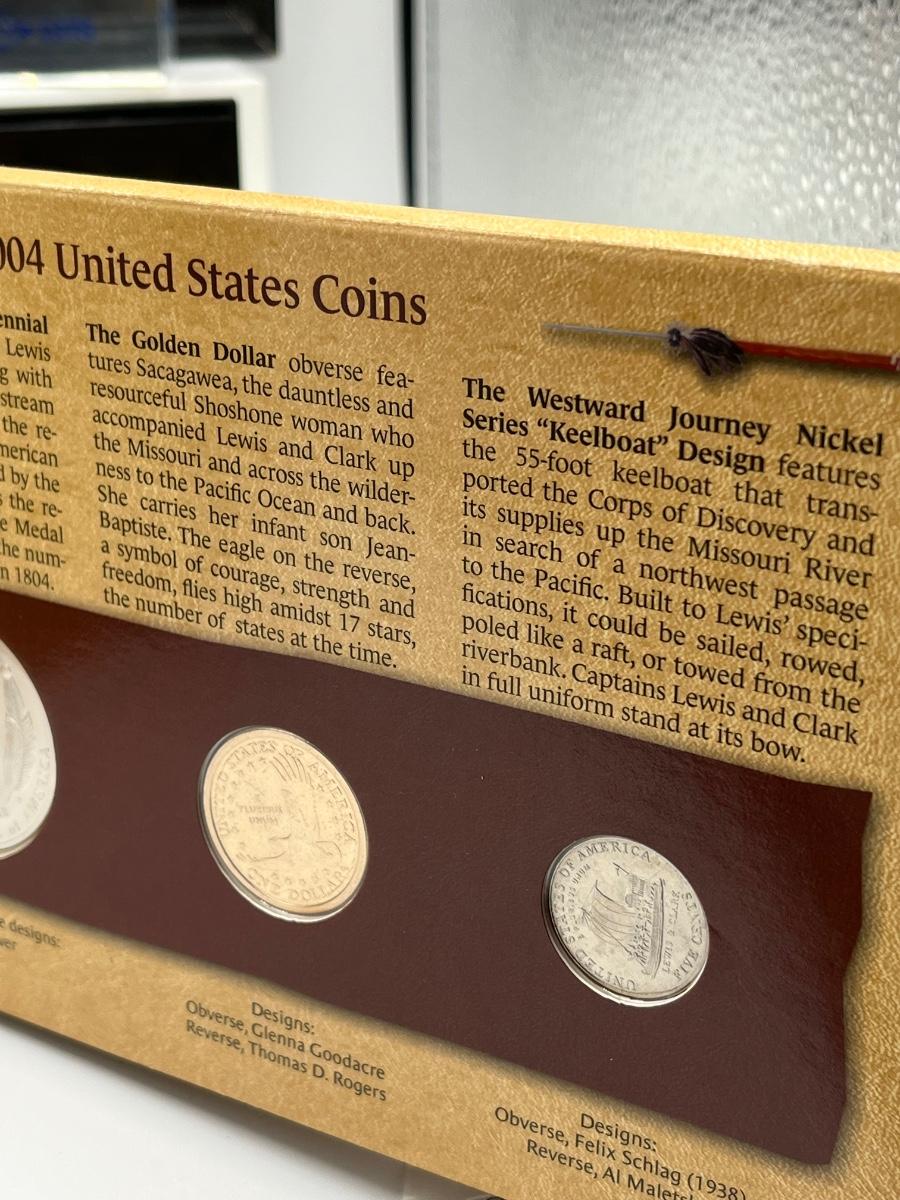 004 United States Coins
ennial
Lewis
g with
stream
the re-
merican
d by the
s the re-
e Medal
he num-
n 1804.
The Golden Dollar obverse fea-
tures Sacagawea, the dauntless and
resourceful Shoshone woman who
accompanied Lewis and Clark up
the Missouri and across the wilder-
ness to the Pacific Ocean and back.
She carries her infant son Jean-
Baptiste. The eagle on the reverse,
a symbol of courage, strength and
freedom, flies high amidst 17 stars,
the number of states at the time.
The Westward Journey Nickel
Series “Keelboat” Design features
the 55-foot keelboat that trans-
ported the Corps of Discovery and
its supplies up the Missouri River
in search of a northwest passage
to the Pacific. Built to Lewis’ speci-
fications, it could be sailed, rowed,
poled like a raft, or towed from the
riverbank. Captains Lewis and Clark
in full uniform stand at its bow.
UNITED STATES OF AMERICA
UNUM
ONE DOLLAR
UNITED STATES OF AMERICA
LEWIS & CLARK
FIVE CENTS
e designs:
wer
Designs:
Obverse, Glenna Goodacre
Reverse, Thomas D. Rogers
Designs:
Obverse, Felix Schlag (1938)
Reverse, Al Malets